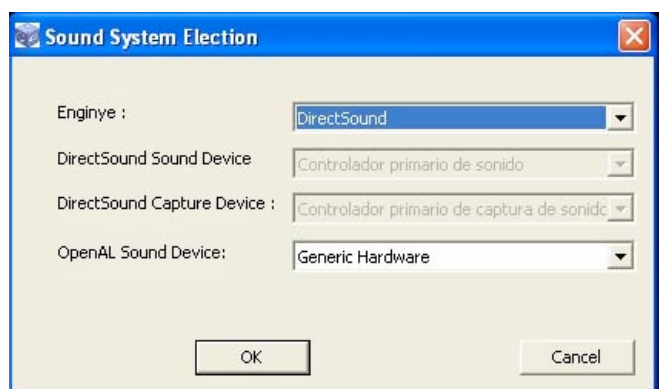 Sound System Election
Enginye : DirectSound
DirectSound Sound Device Controlador primario de sonido
DirectSound Capture Device : Controlador primario de captura de sonido
OpenAL Sound Device: Generic Hardware
OK Cancel